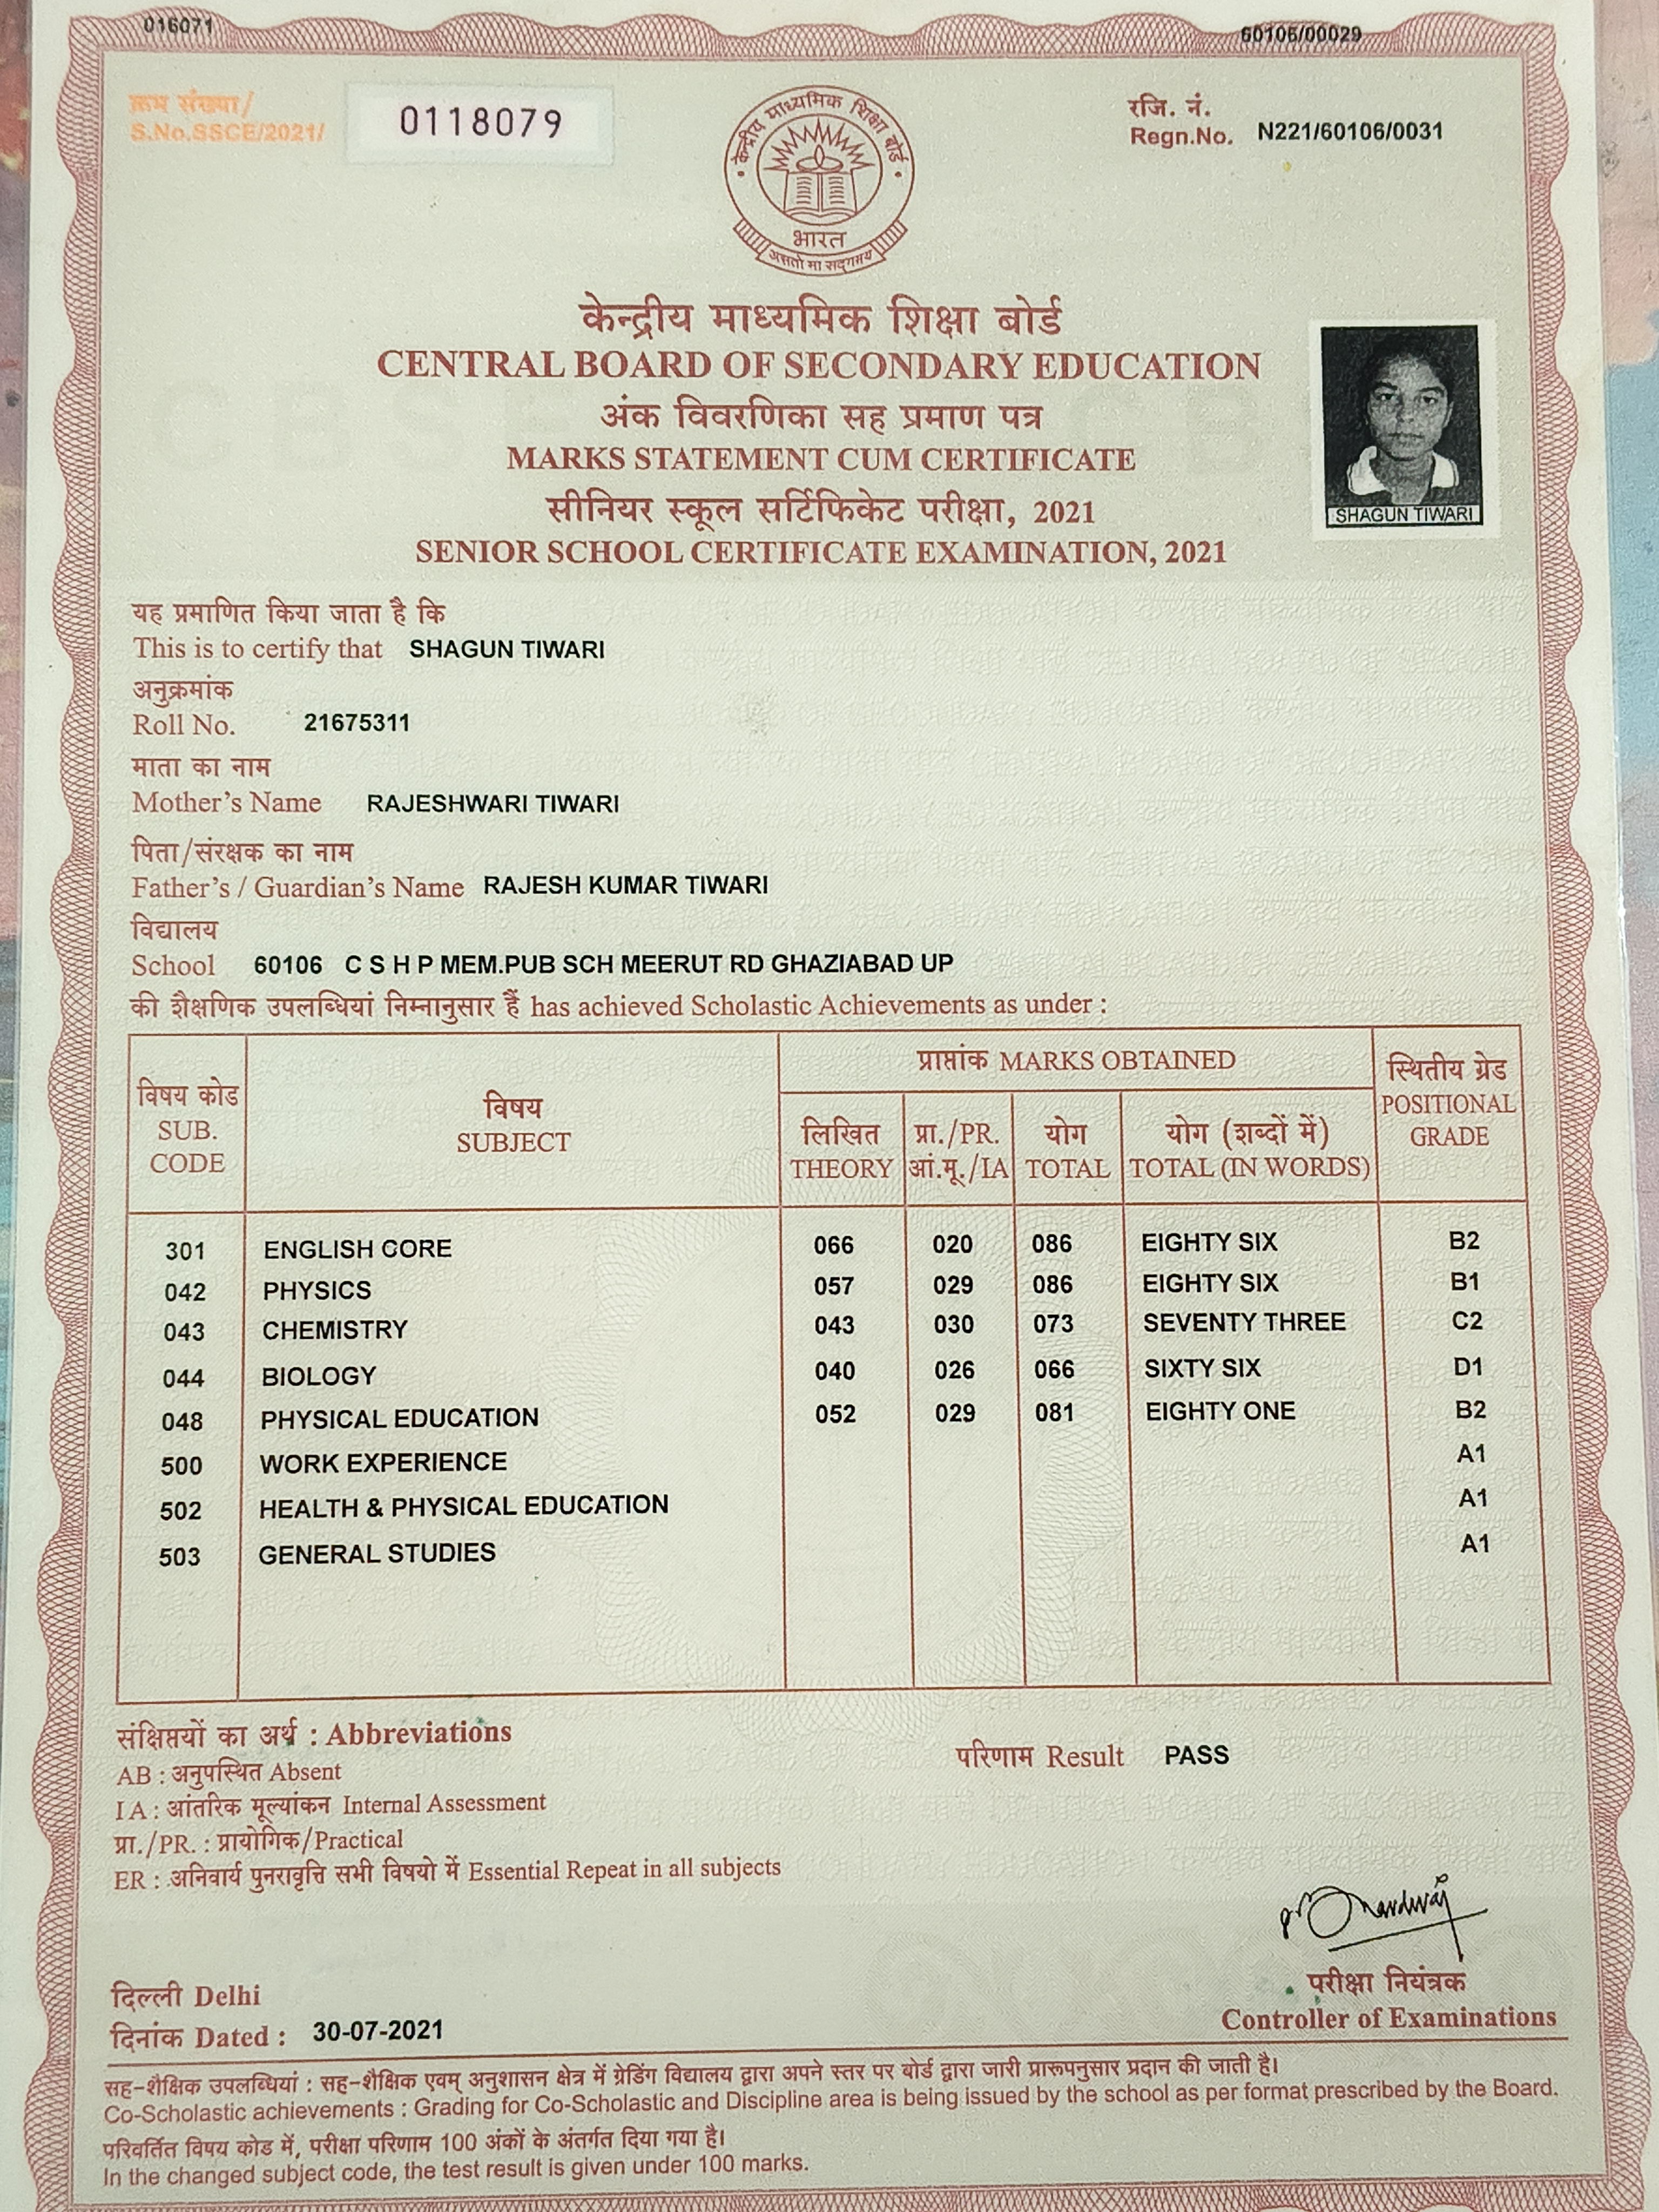 016071
60106/00029
क्रम संख्या/
S.No.SSCE/2021/
0118079
रजि. नं.
Regn.No. N221/60106/0031
केन्द्रीय माध्यमिक शिक्षा बोर्ड
भारत
असतो मा सद्गमय
केन्द्रीय माध्यमिक शिक्षा बोर्ड
CENTRAL BOARD OF SECONDARY EDUCATION
अंक विवरणिका सह प्रमाण पत्र
MARKS STATEMENT CUM CERTIFICATE
सीनियर स्कूल सर्टिफिकेट परीक्षा, 2021
SENIOR SCHOOL CERTIFICATE EXAMINATION, 2021
SHAGUN TIWARI
यह प्रमाणित किया जाता है कि
This is to certify that SHAGUN TIWARI
अनुक्रमांक
Roll No. 21675311
माता का नाम
Mother's Name RAJESHWARI TIWARI
पिता/संरक्षक का नाम
Father's / Guardian's Name RAJESH KUMAR TIWARI
विद्यालय
School 60106 C S H P MEM.PUB SCH MEERUT RD GHAZIABAD UP
की शैक्षणिक उपलब्धियां निम्नानुसार हैं has achieved Scholastic Achievements as under :
विषय कोड
SUB.
CODE
विषय
SUBJECT
प्राप्तांक MARKS OBTAINED
लिखित
THEORY
प्रा./PR.
आं.मू./IA
योग
TOTAL
योग (शब्दों में)
TOTAL (IN WORDS)
स्थितीय ग्रेड
POSITIONAL
GRADE
301 ENGLISH CORE 066 020 086 EIGHTY SIX B2
042 PHYSICS 057 029 086 EIGHTY SIX B1
043 CHEMISTRY 043 030 073 SEVENTY THREE C2
044 BIOLOGY 040 026 066 SIXTY SIX D1
048 PHYSICAL EDUCATION 052 029 081 EIGHTY ONE B2
500 WORK EXPERIENCE A1
502 HEALTH & PHYSICAL EDUCATION A1
503 GENERAL STUDIES A1
संक्षिप्तियों का अर्थ : Abbreviations
AB : अनुपस्थित Absent
परिणाम Result PASS
I A : आंतरिक मूल्यांकन Internal Assessment
प्रा./PR. : प्रायोगिक/Practical
ER : अनिवार्य पुनरावृत्ति सभी विषयो में Essential Repeat in all subjects
परीक्षा नियंत्रक
Controller of Examinations
दिल्ली Delhi
दिनांक Dated : 30-07-2021
सह-शैक्षिक उपलब्धियां : सह-शैक्षिक एवम् अनुशासन क्षेत्र में ग्रेडिंग विद्यालय द्वारा अपने स्तर पर बोर्ड द्वारा जारी प्रारूपनुसार प्रदान की जाती है।
Co-Scholastic achievements : Grading for Co-Scholastic and Discipline area is being issued by the school as per format prescribed by the Board.
परिवर्तित विषय कोड में, परीक्षा परिणाम 100 अंकों के अंतर्गत दिया गया है।
In the changed subject code, the test result is given under 100 marks.